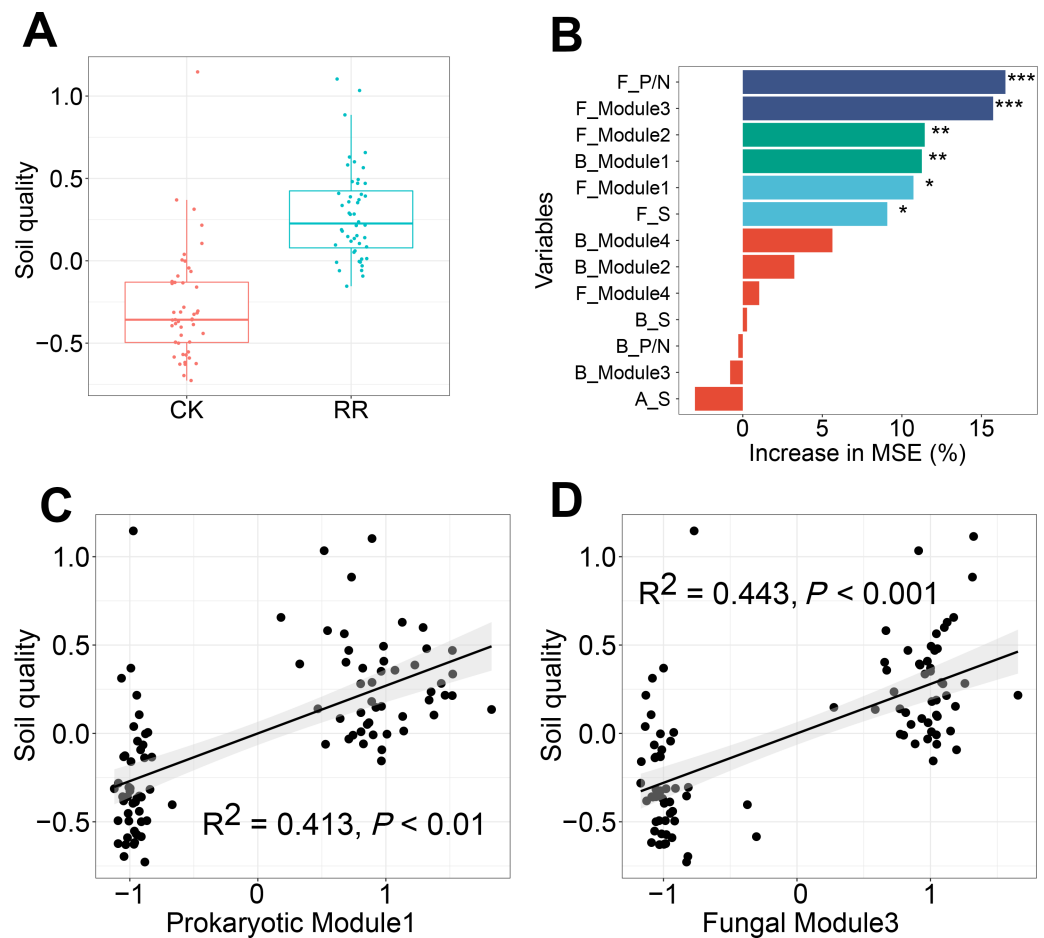 A
Soil quality
1.0
0.5
0.0
−0.5
CK
RR
B
Variables
F_P/N
***
F_Module3
***
F_Module2
**
B_Module1
**
F_Module1
*
F_S
*
B_Module4
B_Module2
F_Module4
B_S
B_P/N
B_Module3
A_S
0 5 10 15
Increase in MSE (%)
C
Soil quality
1.0
0.5
0.0
−0.5
R2 = 0.413, P < 0.01
−1 0 1
Prokaryotic Module1
D
Soil quality
1.0
R2 = 0.443, P < 0.001
0.5
0.0
−0.5
−1 0 1
Fungal Module3